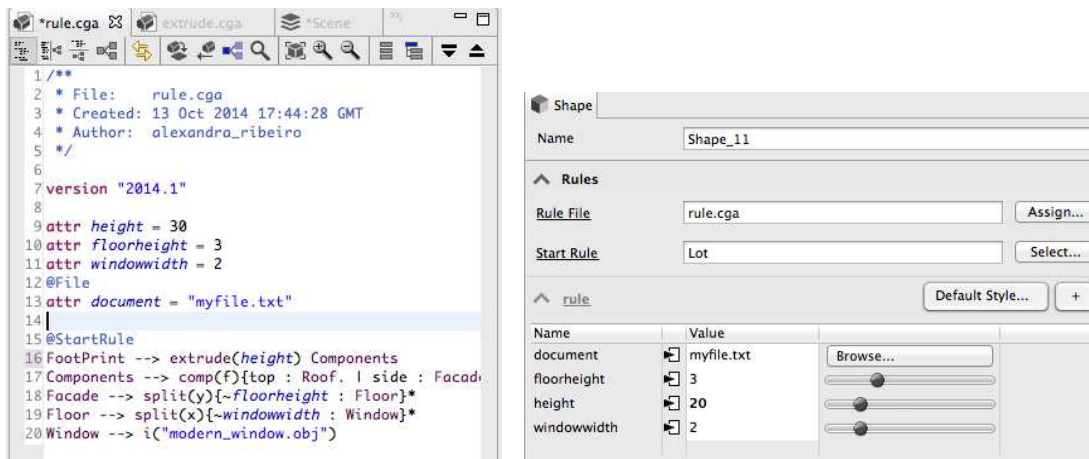 *rule.cga
extrude.cga
*Scene
1 /**
2 * File: rule.cga
3 * Created: 13 Oct 2014 17:44:28 GMT
4 * Author: alexandra_ribeiro
5 */
6
7 version "2014.1"
8
9 attr height = 30
10 attr floorheight = 3
11 attr windowwidth = 2
12 @File
13 attr document = "myfile.txt"
14
15 @StartRule
16 FootPrint --> extrude(height) Components
17 Components --> comp(f){top : Roof. | side : Facad
18 Facade --> split(y){~floorheight : Floor}*
19 Floor --> split(x){~windowwidth : Window}*
20 Window --> i("modern_window.obj")
Shape
Name Shape_11
Rules
Rule File rule.cga Assign...
Start Rule Lot Select...
rule Default Style... +
Name Value
document myfile.txt Browse...
floorheight 3
height 20
windowwidth 2